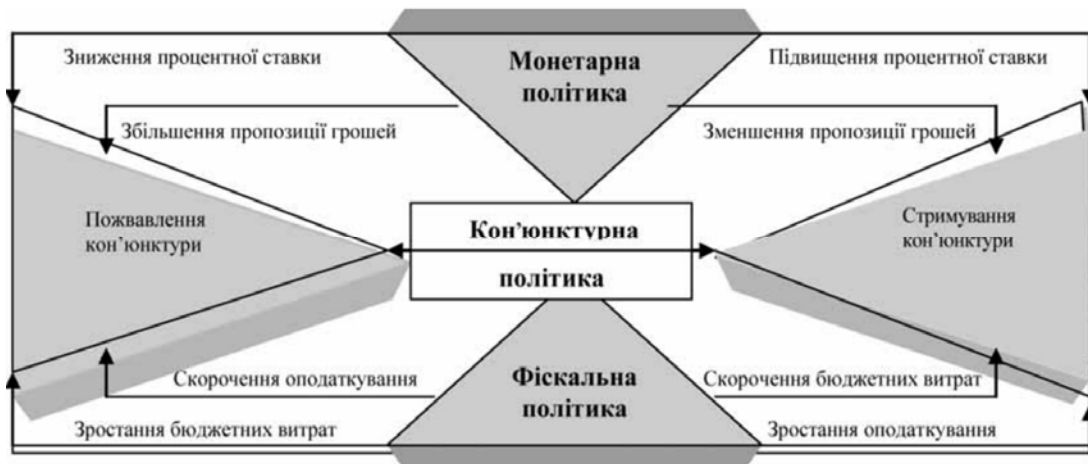 Зниження процентної ставки
Монетарна
політика
Підвищення процентної ставки
Збільшення пропозиції грошей
Зменшення пропозиції грошей
Пожвавлення
кон’юнктури
Кон’юнктурна
політика
Стримування
кон’юнктури
Скорочення оподаткування
Фіскальна
політика
Скорочення бюджетних витрат
Зростання бюджетних витрат
Зростання оподаткування